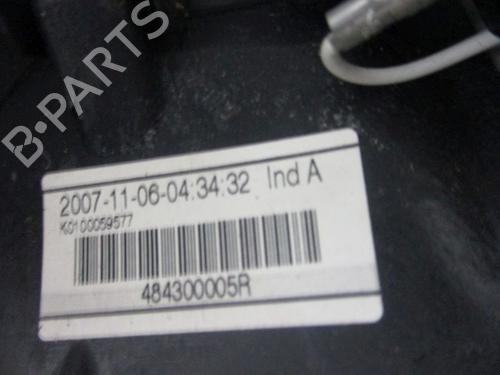 B-PARTS
2007-11-06-04:34:32 Ind A
K0100059577
484300005R